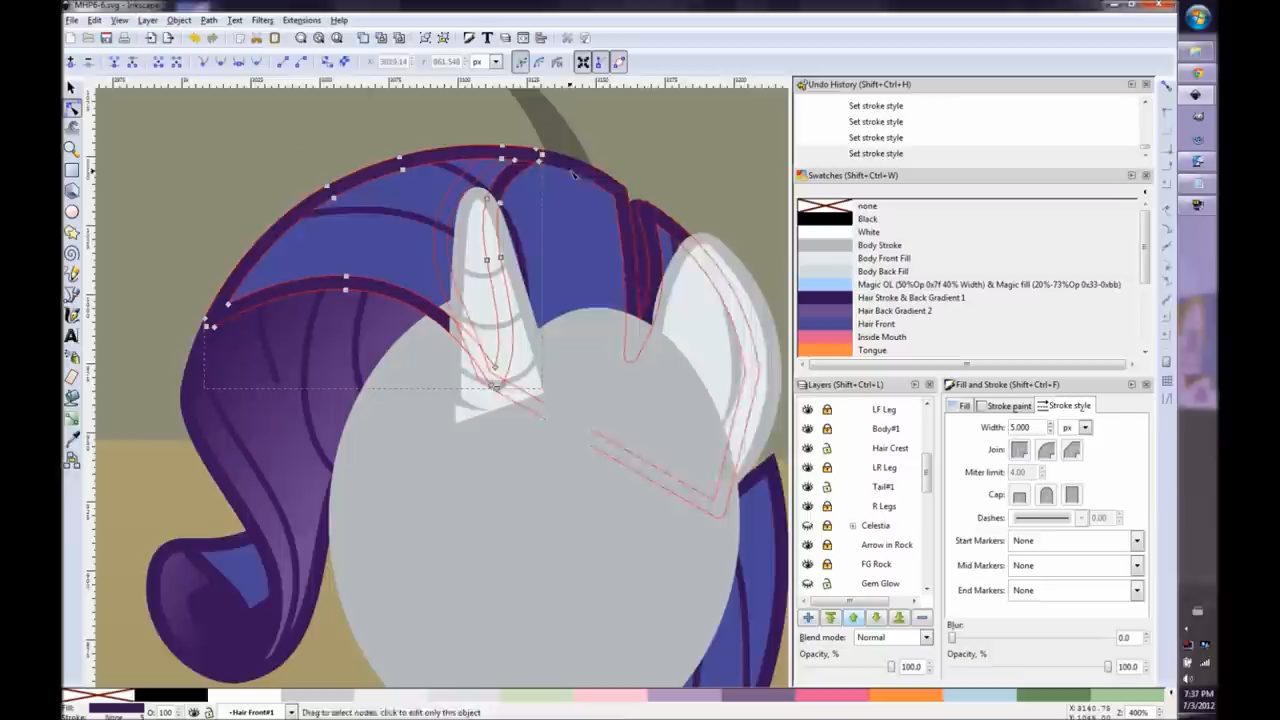 MHP6-6.svg - Inkscape
File Edit View Layer Object Path Text Filters Extensions Help
px
Undo History (Shift+Ctrl+H)
Set stroke style
Set stroke style
Set stroke style
Set stroke style
Swatches (Shift+Ctrl+W)
none
Black
White
Body Stroke
Body Front Fill
Body Back Fill
Magic OL (50%Op 0x7f 40% Width) & Magic fill (20%-73%Op 0x33-0xbb)
Hair Stroke & Back Gradient 1
Hair Back Gradient 2
Hair Front
Inside Mouth
Tongue
Layers (Shift+Ctrl+L)
LF Leg
Body#1
Hair Crest
LR Leg
Tail#1
R Legs
Celestia
Arrow in Rock
FG Rock
Gem Glow
Blend mode: Normal
Opacity, % 100.0
Fill and Stroke (Shift+Ctrl+F)
Fill Stroke paint Stroke style
Width: 5.000 px
Join:
Miter limit: 4.00
Cap:
Dashes: 0.00
Start Markers: None
Mid Markers: None
End Markers: None
Blur:
0.0
Opacity, %
100.0
Fill:
Stroke: None
O: 100
Hair Front#1
Drag to select nodes, click to edit only this object
X: 3140.75
Z: 400%
7:37 PM
7/3/2012